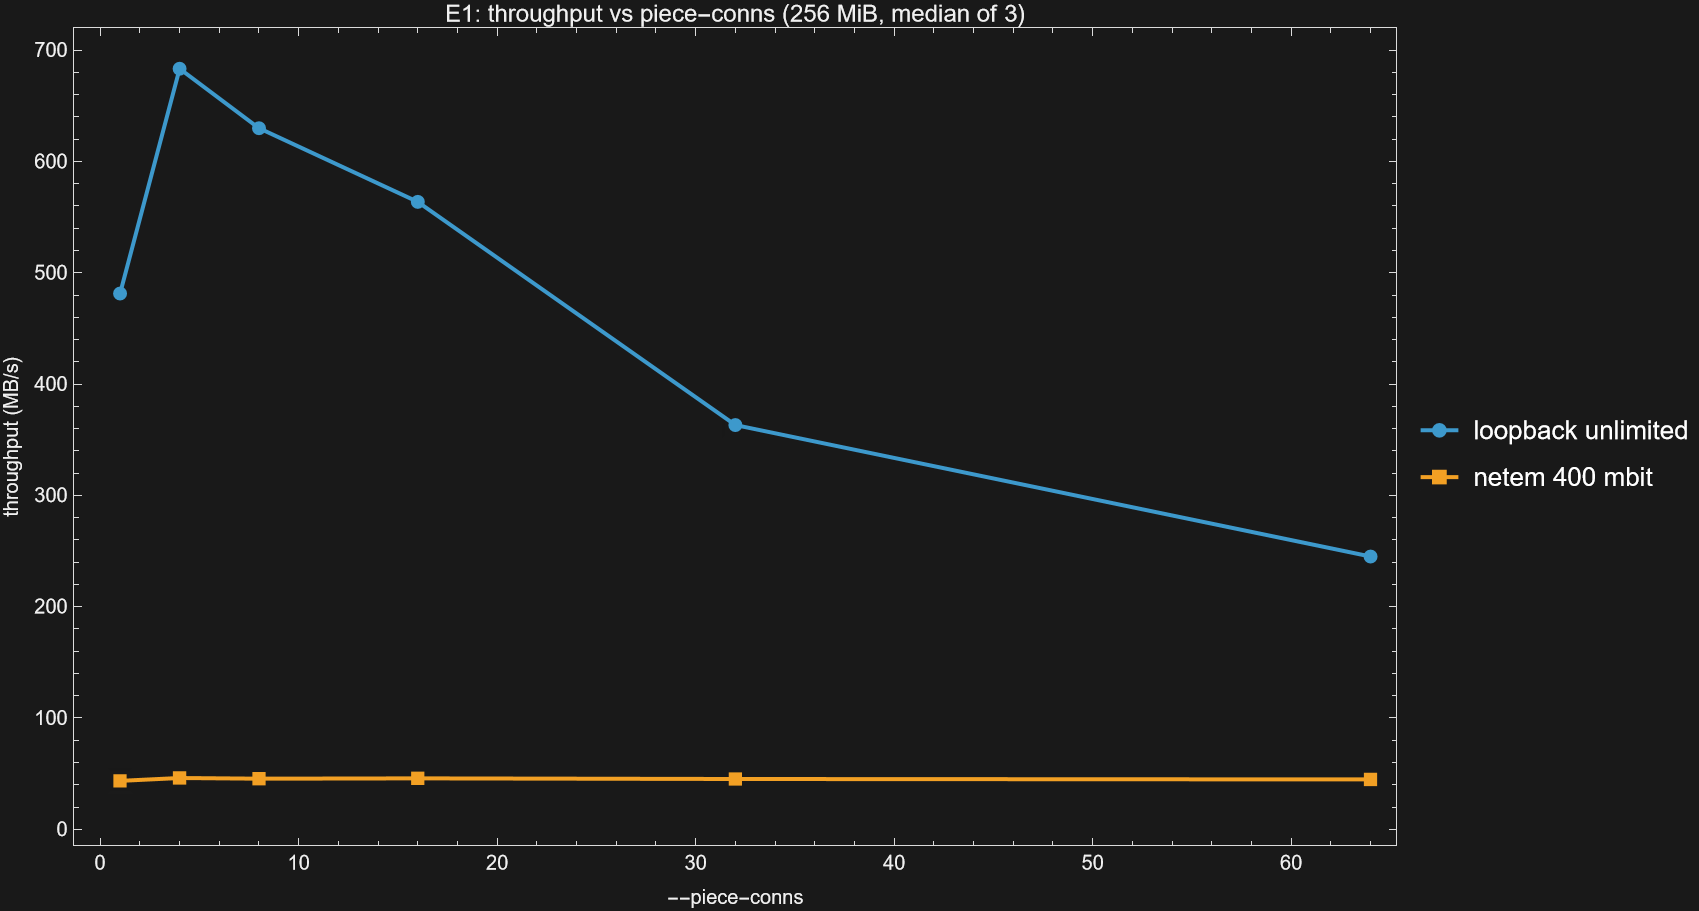 E1: throughput vs piece-conns (256 MiB, median of 3)
700
600
500
400
300
200
100
0
throughput (MB/s)
0 10 20 30 40 50 60
--piece-conns
loopback unlimited
netem 400 mbit